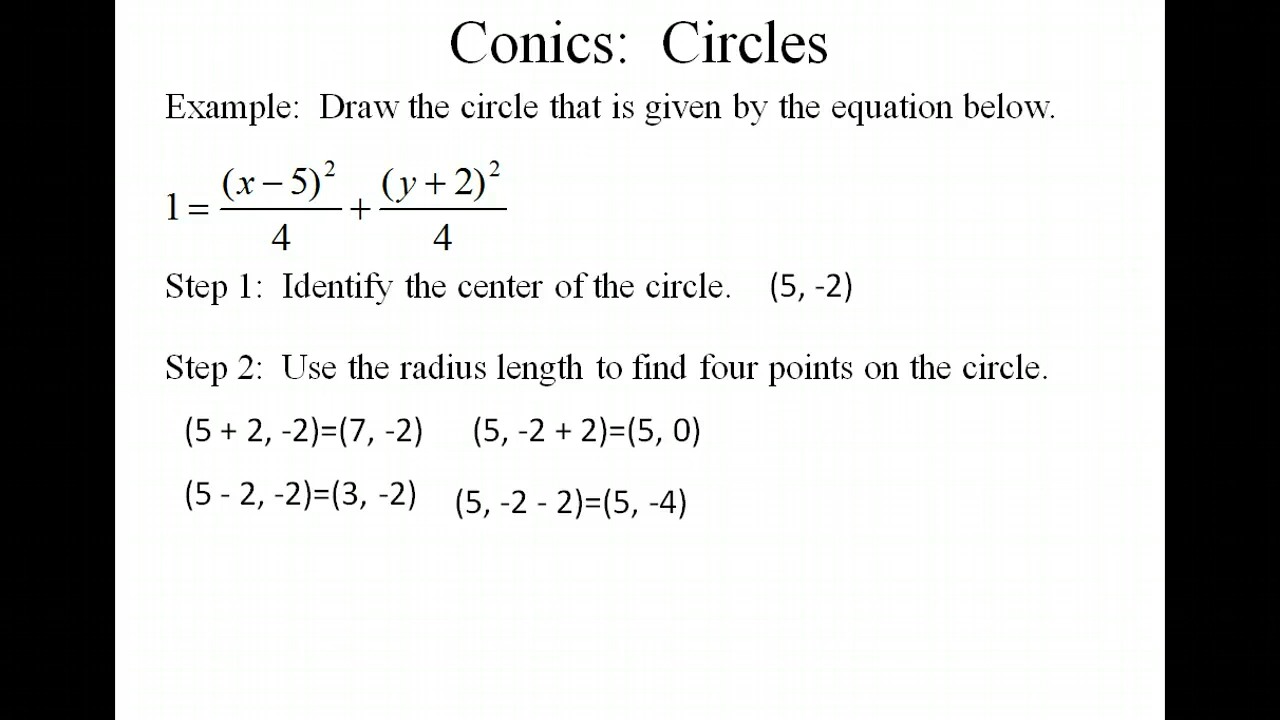 Conics: Circles
Example: Draw the circle that is given by the equation below.
1 = (x − 5)²/4 + (y + 2)²/4
Step 1: Identify the center of the circle. (5, -2)
Step 2: Use the radius length to find four points on the circle.
(5 + 2, -2)=(7, -2) (5, -2 + 2)=(5, 0)
(5 - 2, -2)=(3, -2) (5, -2 - 2)=(5, -4)